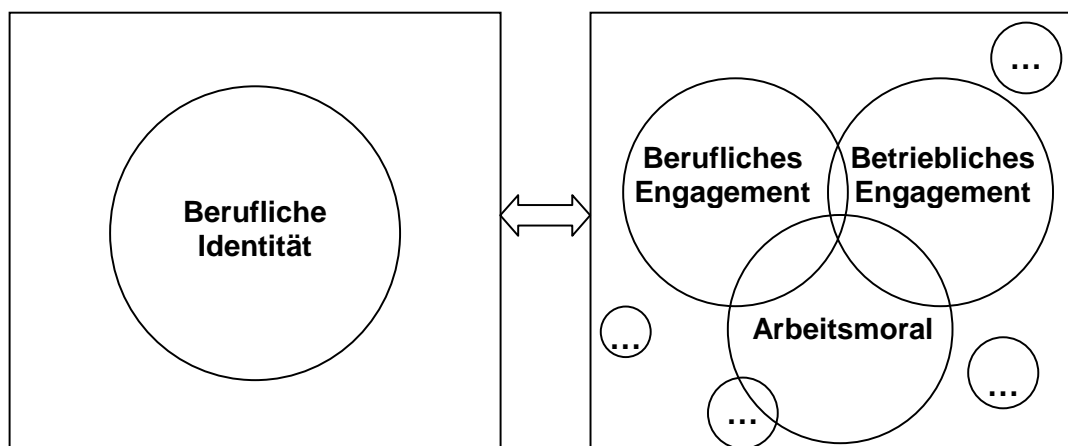 Berufliche
Identität
...
Berufliches
Engagement
Betriebliches
Engagement
Arbeitsmoral
...
...
...